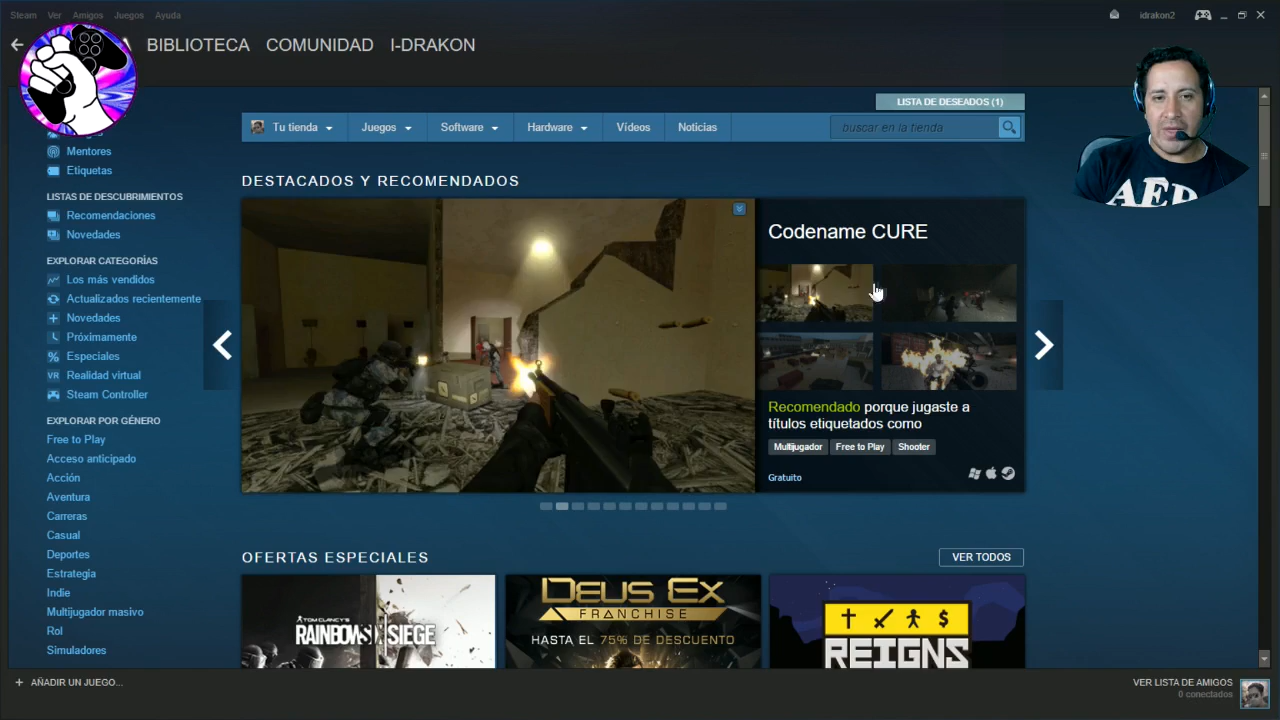 Steam Ver Amigos Juegos Ayuda
idrakon2
BIBLIOTECA COMUNIDAD I-DRAKON
LISTA DE DESEADOS (1)
Tu tienda Juegos Software Hardware Vídeos Noticias
buscar en la tienda
Mentores
Etiquetas
LISTAS DE DESCUBRIMIENTOS
Recomendaciones
Novedades
EXPLORAR CATEGORÍAS
Los más vendidos
Actualizados recientemente
Novedades
Próximamente
Especiales
VR Realidad virtual
Steam Controller
EXPLORAR POR GÉNERO
Free to Play
Acceso anticipado
Acción
Aventura
Carreras
Casual
Deportes
Estrategia
Indie
Multijugador masivo
Rol
Simuladores
DESTACADOS Y RECOMENDADOS
Codename CURE
Recomendado porque jugaste a
títulos etiquetados como
Multijugador Free to Play Shooter
Gratuito
OFERTAS ESPECIALES
VER TODOS
TOM CLANCY'S
RAINBOW SIX SIEGE
DEUS EX
FRANCHISE
HASTA EL 75% DE DESCUENTO
REIGNS
+ AÑADIR UN JUEGO...
VER LISTA DE AMIGOS
0 conectados